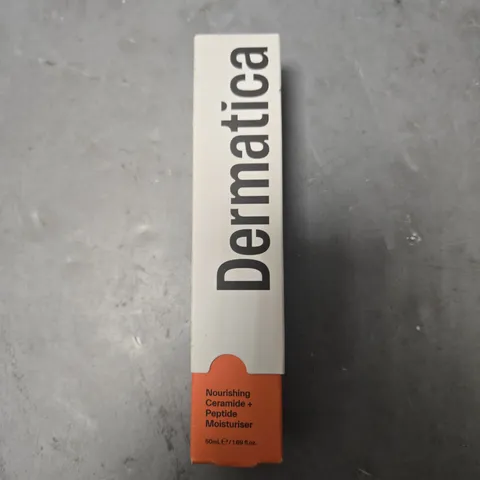 Dermatica
Nourishing
Ceramide +
Peptide
Moisturiser
50mL ℮ / 1.69 fl.oz.